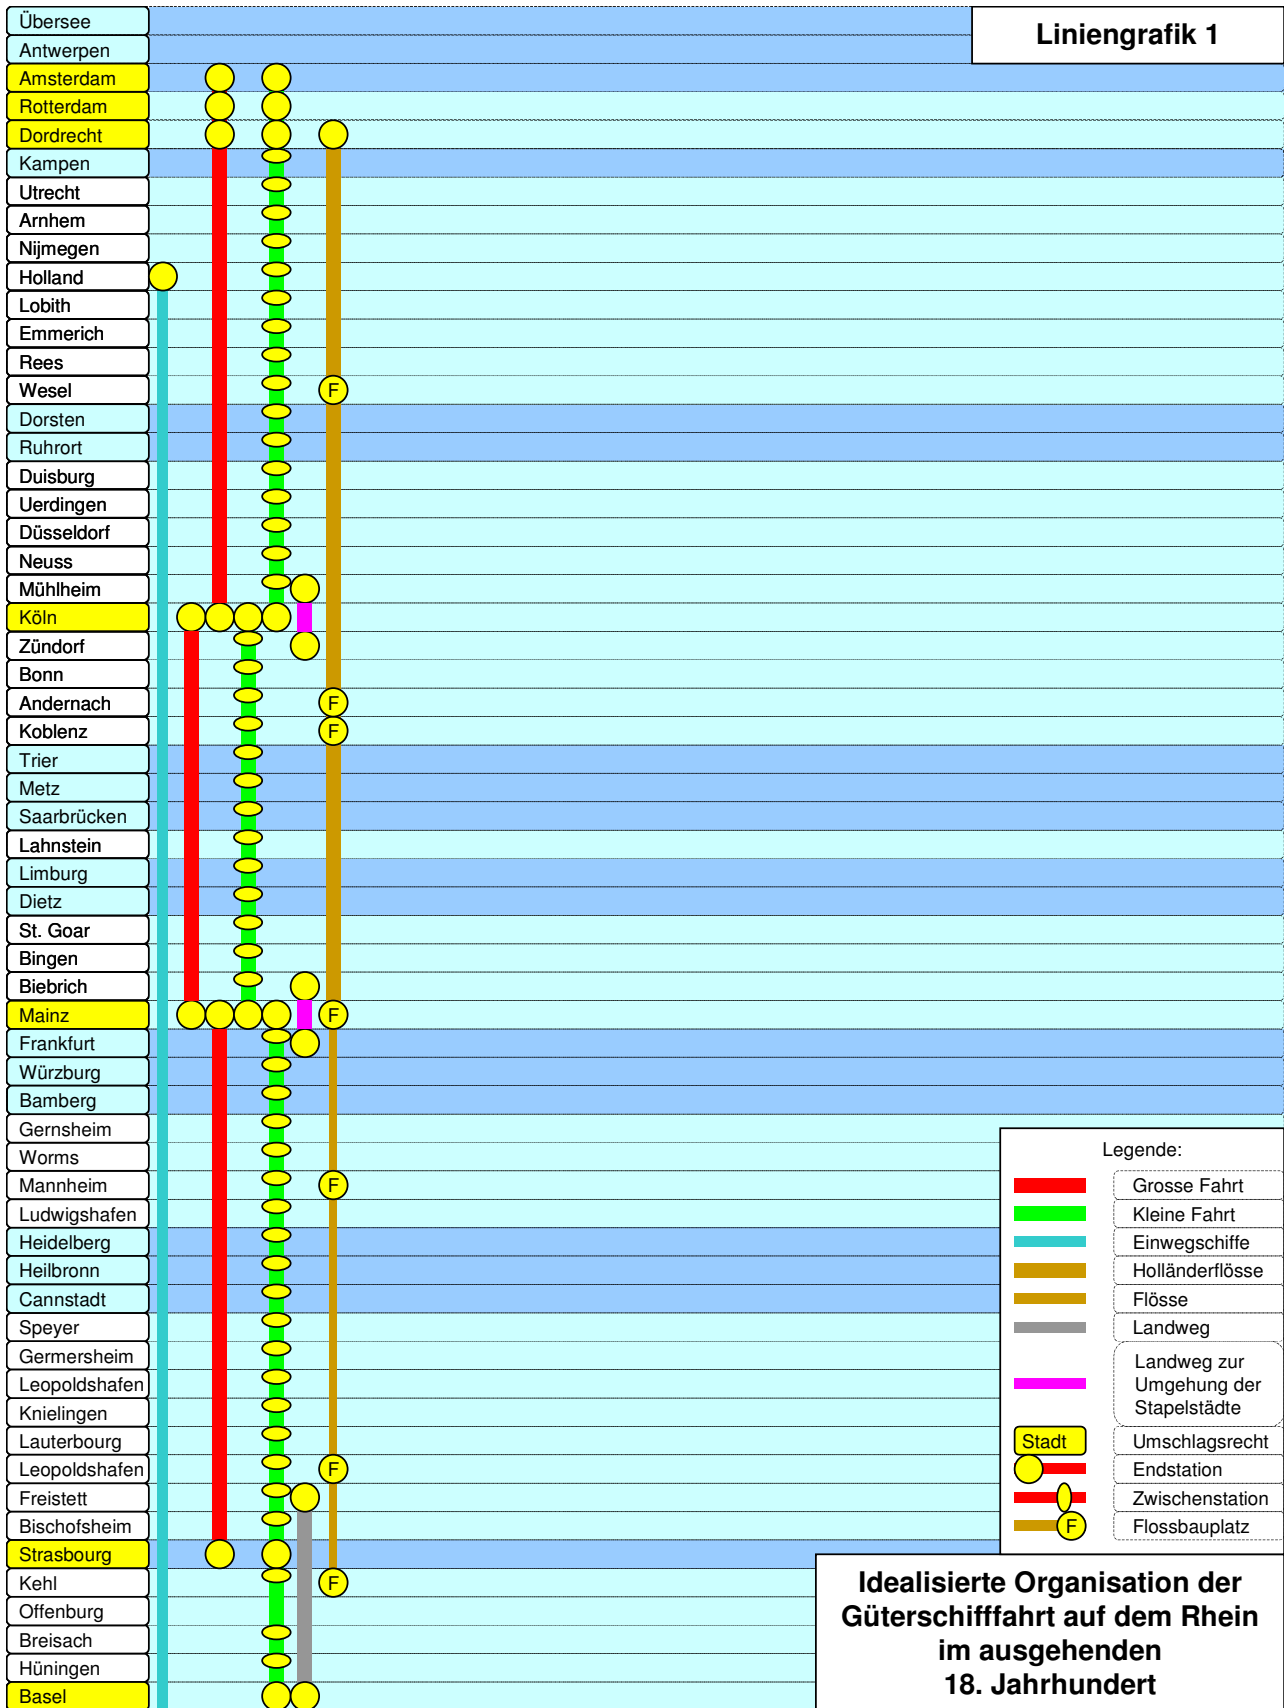 Liniengrafik 1
Übersee
Antwerpen
Amsterdam
Rotterdam
Dordrecht
Kampen
Utrecht
Arnhem
Nijmegen
Holland
Lobith
Emmerich
Rees
Wesel
F
Dorsten
Ruhrort
Duisburg
Uerdingen
Düsseldorf
Neuss
Mühlheim
Köln
Zündorf
Bonn
Andernach
F
Koblenz
F
Trier
Metz
Saarbrücken
Lahnstein
Limburg
Dietz
St. Goar
Bingen
Biebrich
Mainz
F
Frankfurt
Würzburg
Bamberg
Gernsheim
Worms
Mannheim
F
Ludwigshafen
Heidelberg
Heilbronn
Cannstadt
Speyer
Germersheim
Leopoldshafen
Knielingen
Lauterbourg
Leopoldshafen
F
Freistett
Bischofsheim
Strasbourg
Kehl
F
Offenburg
Breisach
Hüningen
Basel
Legende:
Grosse Fahrt
Kleine Fahrt
Einwegschiffe
Holländerflösse
Flösse
Landweg
Landweg zur
Umgehung der
Stapelstädte
Stadt Umschlagsrecht
Endstation
Zwischenstation
F Flossbauplatz
Idealisierte Organisation der
Güterschifffahrt auf dem Rhein
im ausgehenden
18. Jahrhundert